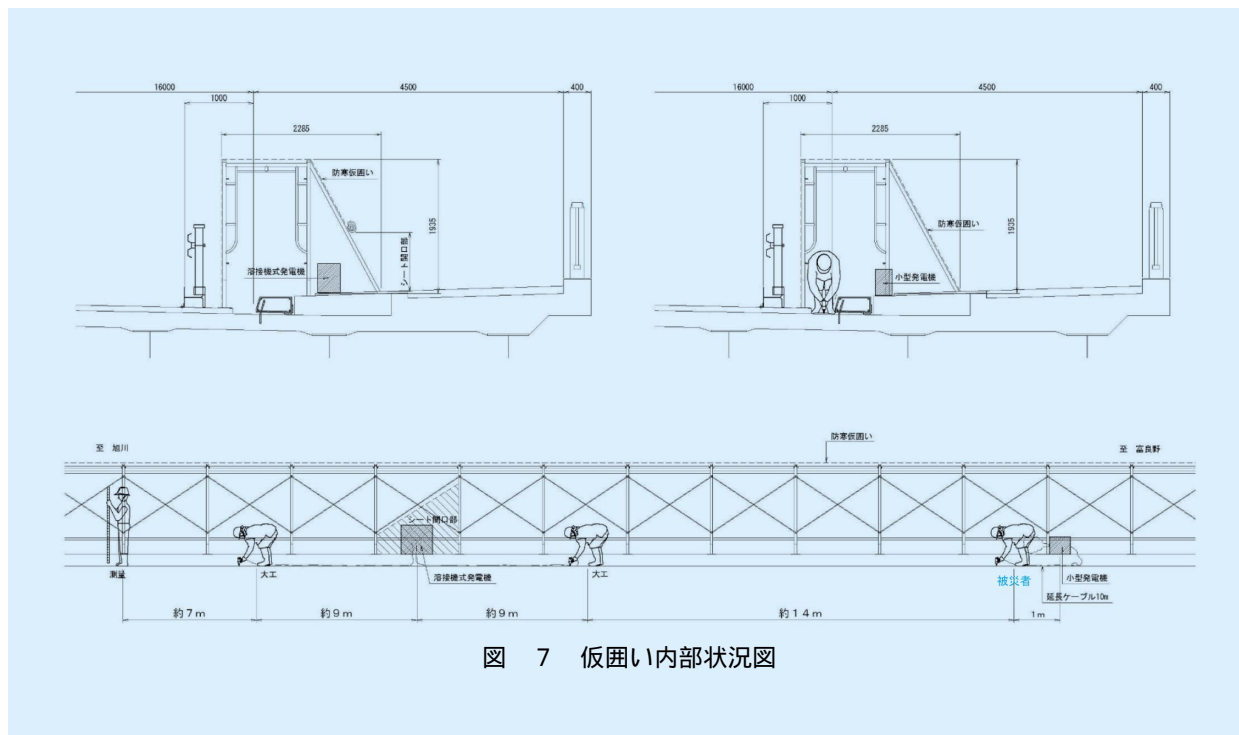 16000
4500
400
1000
2285
防寒仮囲い
1935
シート開口部
溶接機式発電機
16000
4500
400
1000
2285
1935
防寒仮囲い
小型発電機
至 旭川
防寒仮囲い
至 富良野
シート開口部
測量
大工
溶接機式発電機
大工
被災者
小型発電機
延長ケーブル10m
約7m
約9m
約9m
約14m
1m
図 7 仮囲い内部状況図